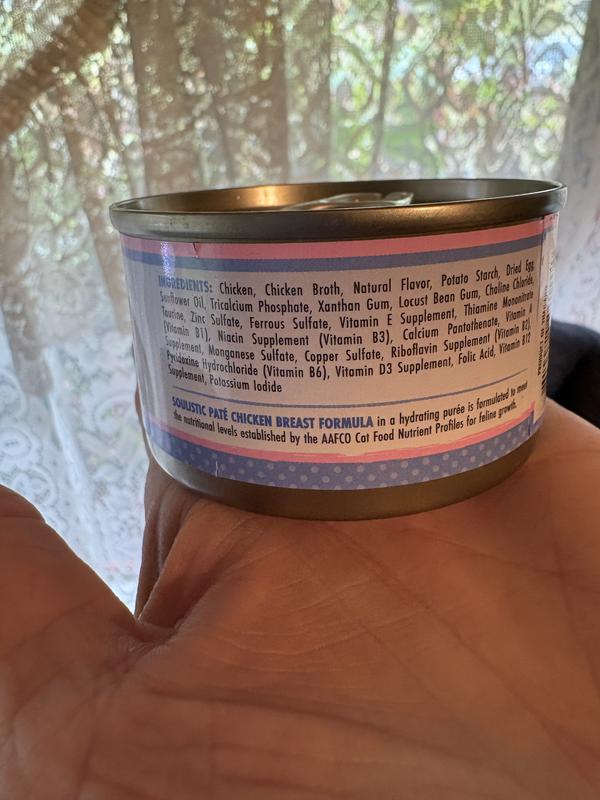 INGREDIENTS: Chicken, Chicken Broth, Natural Flavor, Potato Starch, Dried Egg,
Sunflower Oil, Tricalcium Phosphate, Xanthan Gum, Locust Bean Gum, Choline Chloride,
Taurine, Zinc Sulfate, Ferrous Sulfate, Vitamin E Supplement, Thiamine Mononitrate
(Vitamin B1), Niacin Supplement (Vitamin B3), Calcium Pantothenate, Vitamin A
Supplement, Manganese Sulfate, Copper Sulfate, Riboflavin Supplement (Vitamin B2),
Pyridoxine Hydrochloride (Vitamin B6), Vitamin D3 Supplement, Folic Acid, Vitamin B12
Supplement, Potassium Iodide
SOULISTIC PATÉ CHICKEN BREAST FORMULA in a hydrating purée is formulated to meet
the nutritional levels established by the AAFCO Cat Food Nutrient Profiles for feline growth.